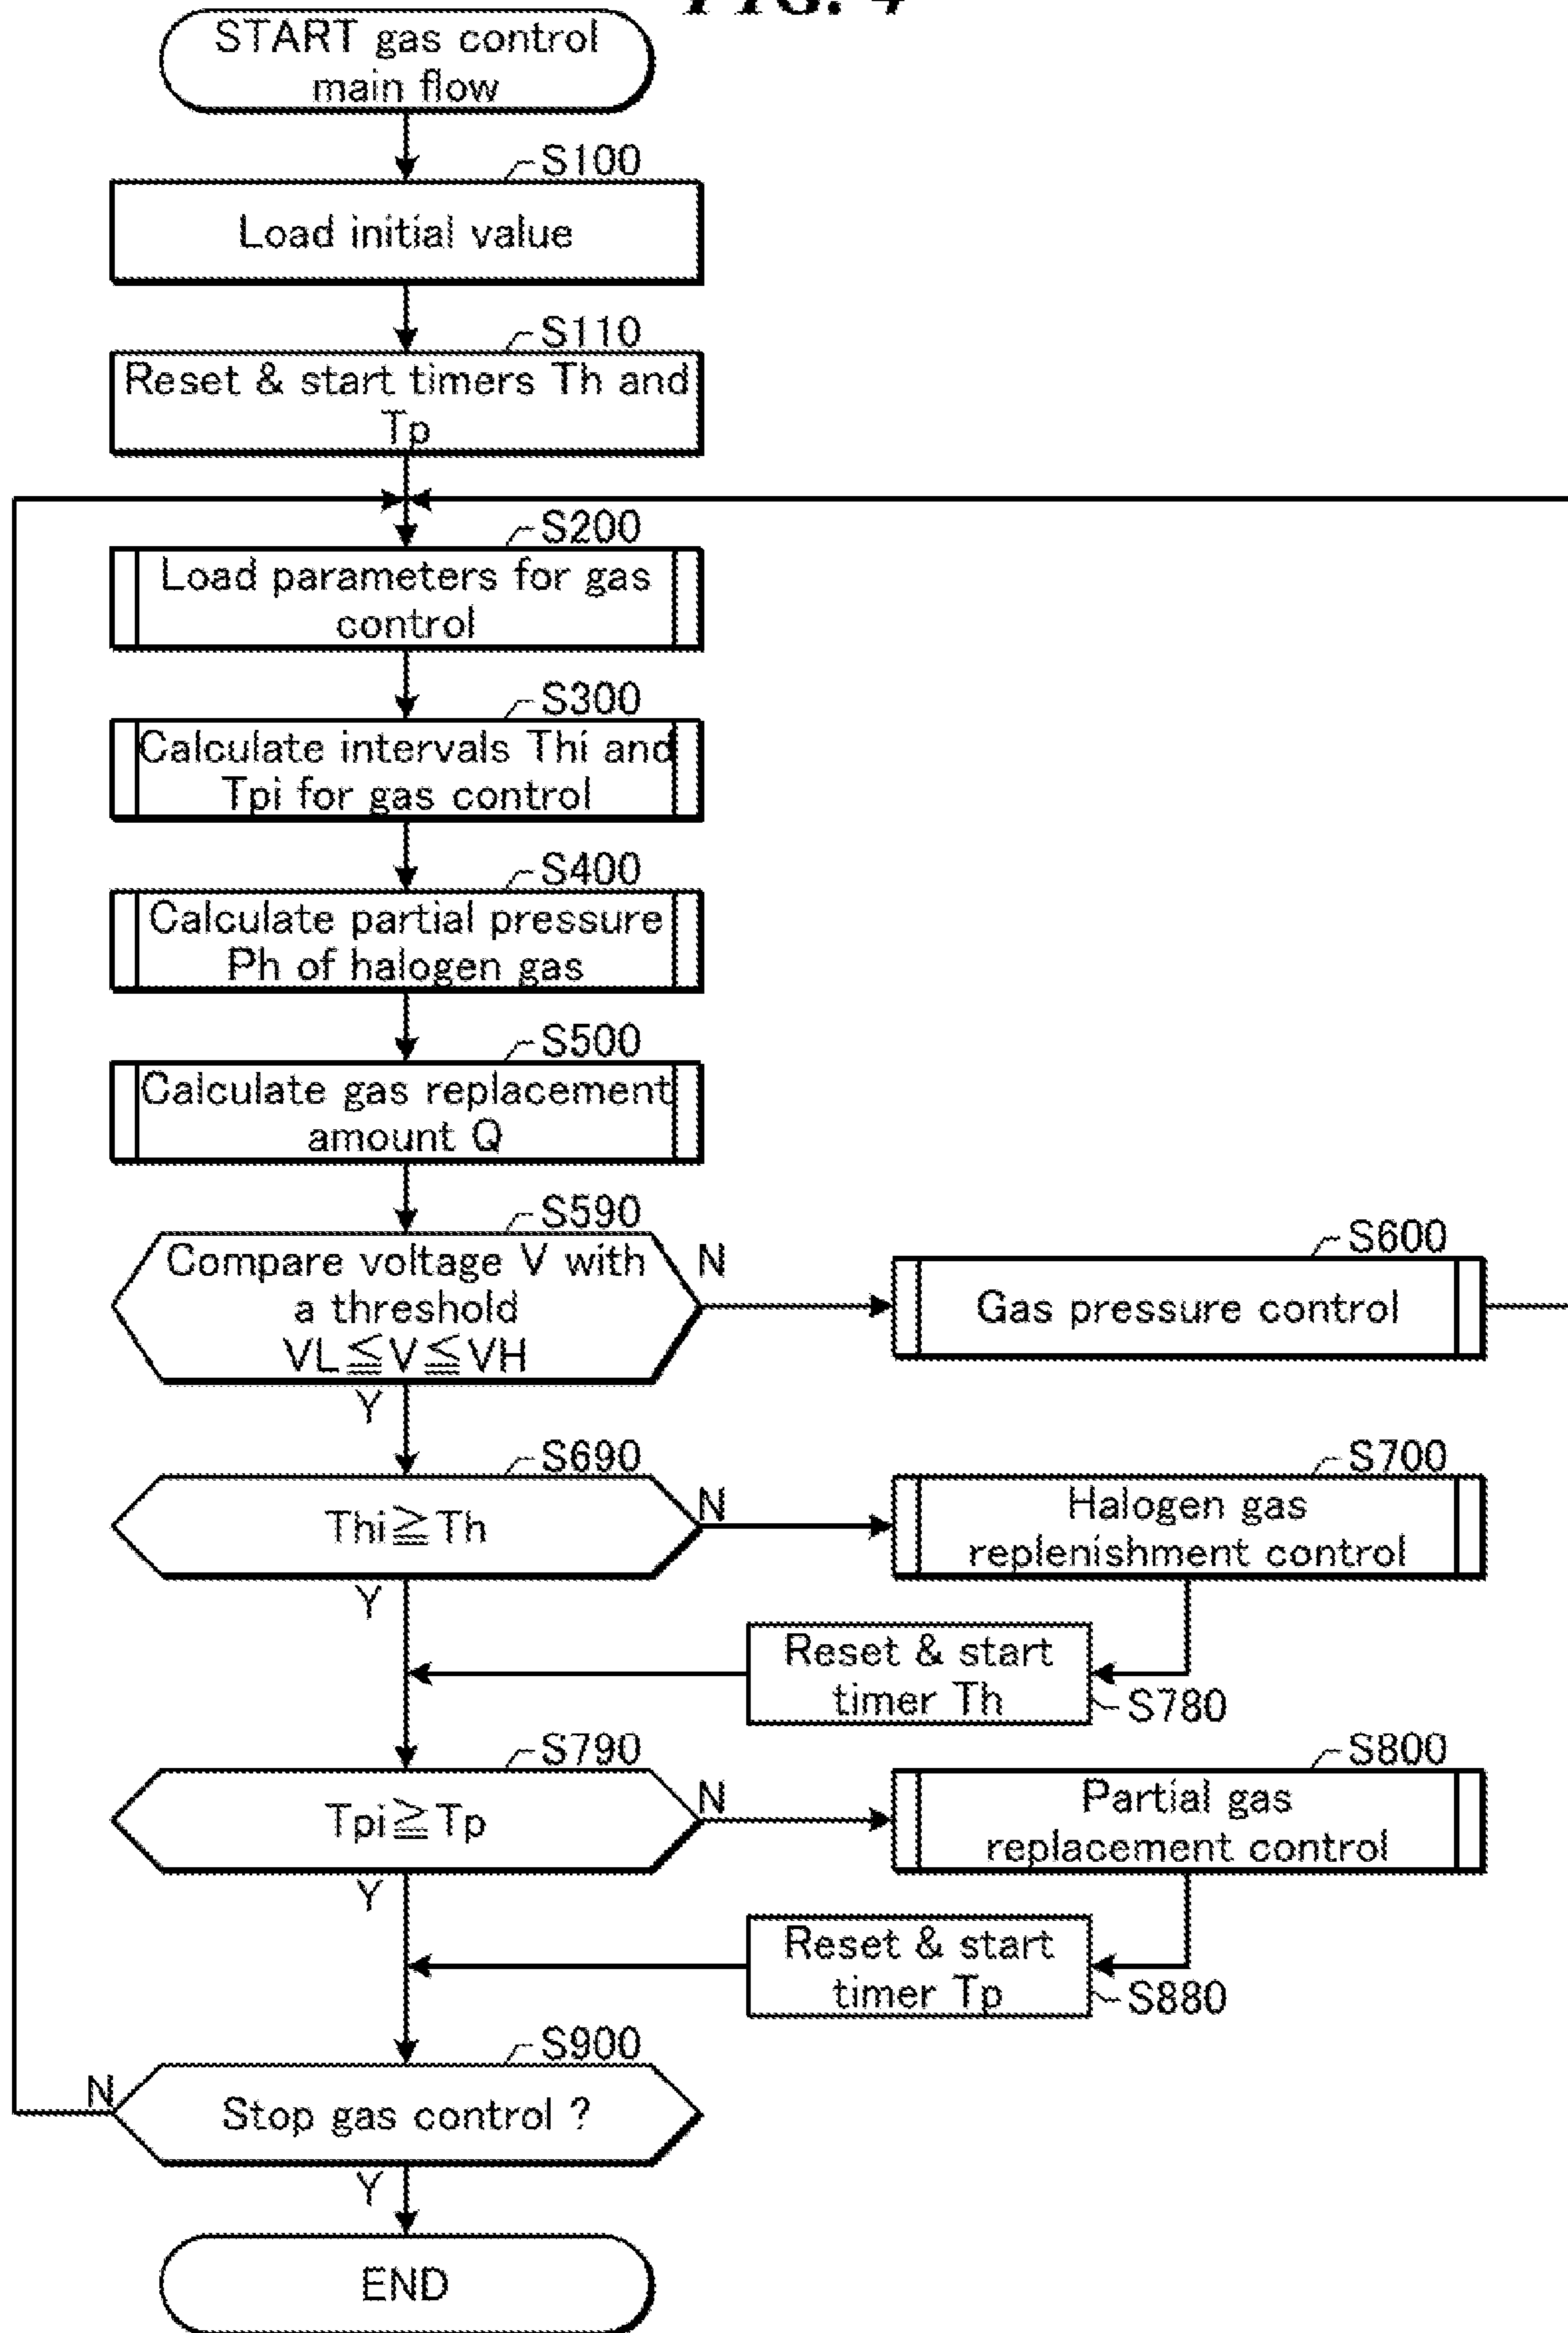 FIG. 4
START gas control
main flow
S100
Load initial value
S110
Reset & start timers Th and
Tp
S200
Load parameters for gas
control
S300
Calculate intervals Thi and
Tpi for gas control
S400
Calculate partial pressure
Ph of halogen gas
S500
Calculate gas replacement
amount Q
S590
Compare voltage V with
a threshold
VL≦V≦VH
N
Y
S600
Gas pressure control
S690
Thi≧Th
N
Y
S700
Halogen gas
replenishment control
Reset & start
timer Th
S780
S790
Tpi≧Tp
N
Y
S800
Partial gas
replacement control
Reset & start
timer Tp
S880
S900
Stop gas control ?
N
Y
END